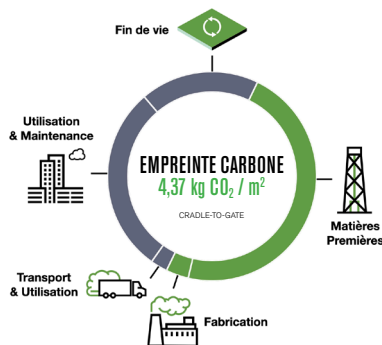 Fin de vie
Utilisation
& Maintenance
EMPREINTE CARBONE
4,37 kg CO₂ / m²
CRADLE-TO-GATE
Matières
Premières
Transport
& Utilisation
Fabrication